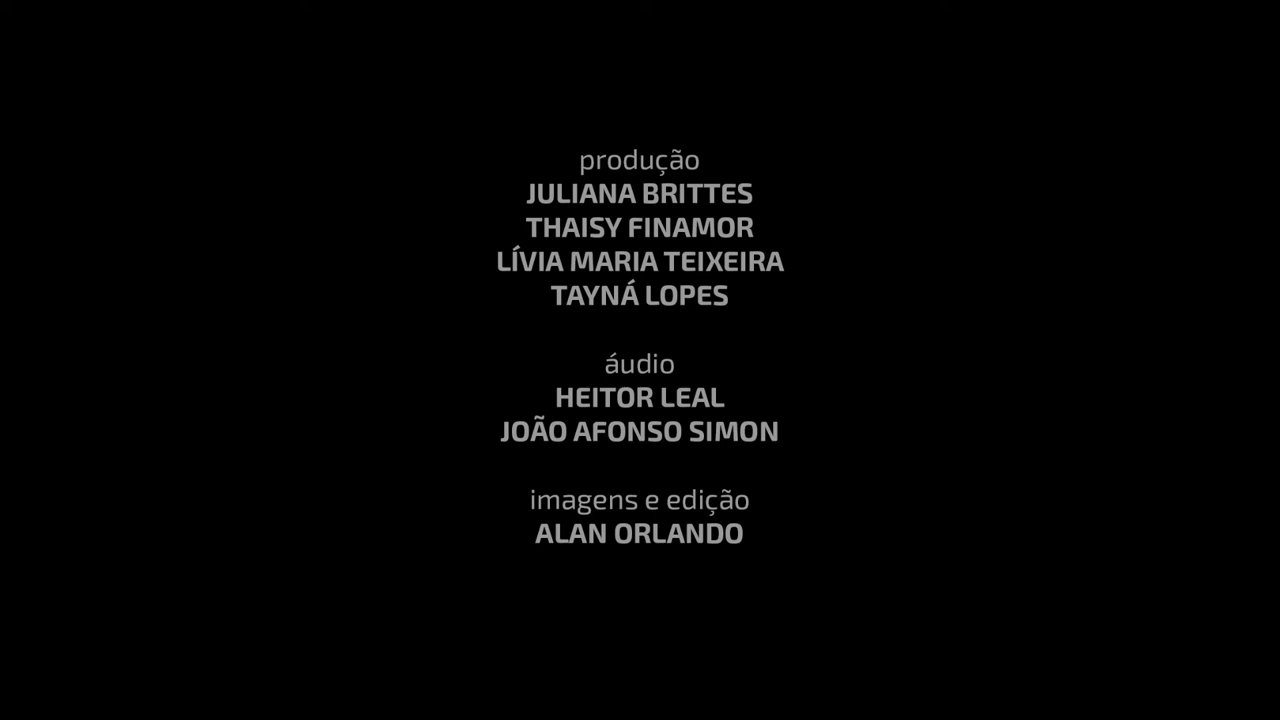 produção
JULIANA BRITTES
THAISY FINAMOR
LÍVIA MARIA TEIXEIRA
TAYNÁ LOPES
áudio
HEITOR LEAL
JOÃO AFONSO SIMON
imagens e edição
ALAN ORLANDO